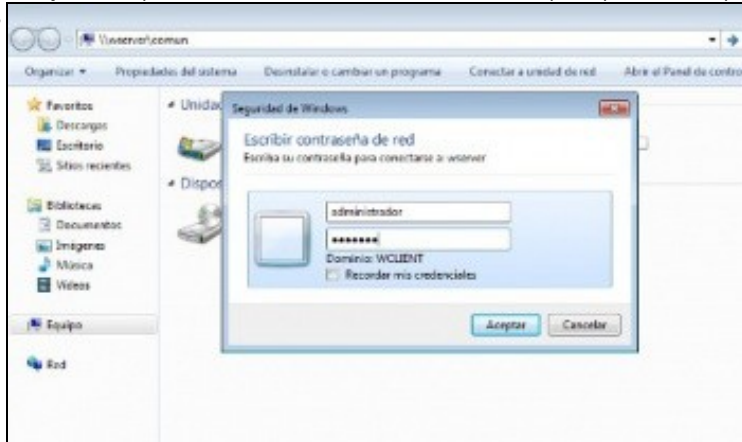 \\wserver\comun
Organizar Propiedades del sistema Desinstalar o cambiar un programa Conectar a unidad de red Abrir el Panel de contro
Favoritos
Descargas
Escritorio
Sitios recientes
Bibliotecas
Documentos
Imágenes
Música
Vídeos
Equipo
Red
Unidad
Dispos
Seguridad de Windows
Escribir contraseña de red
Escriba su contraseña para conectarse a: wserver
administrador
Dominio: WCLIENT
Recordar mis credenciales
Aceptar Cancelar